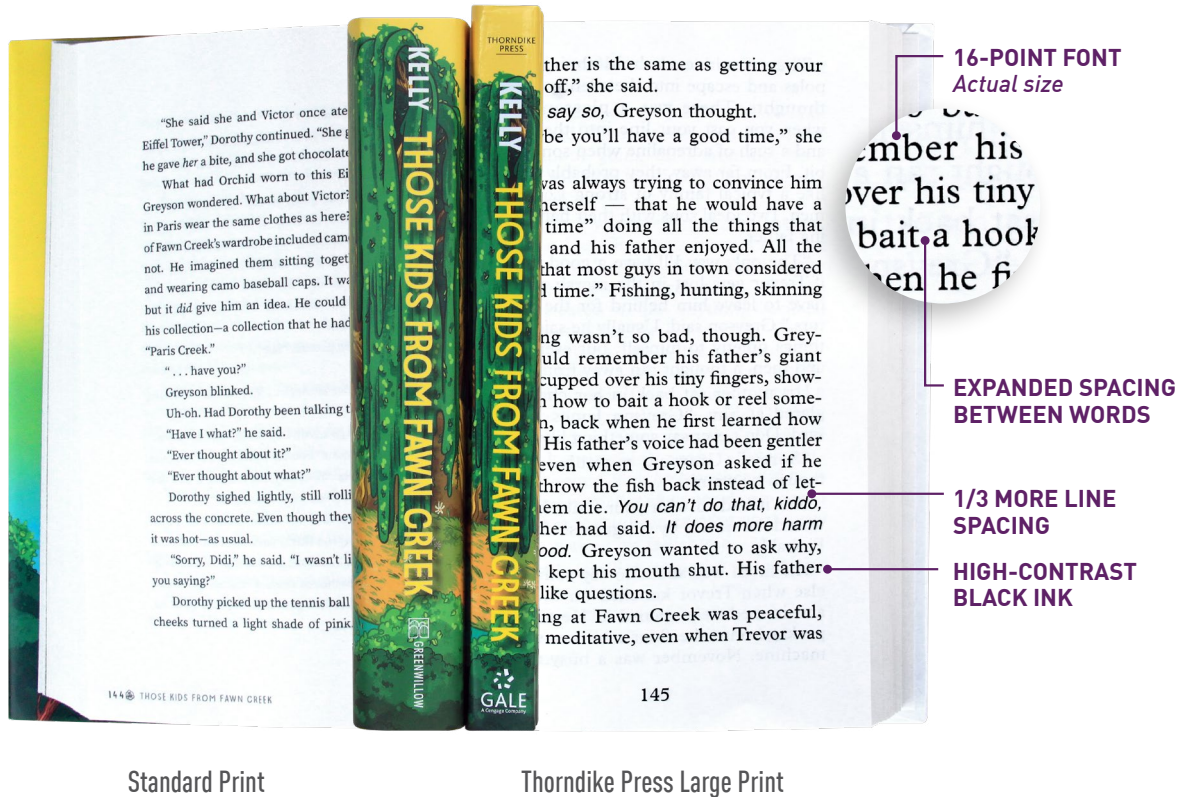 "She said she and Victor once ate
Eiffel Tower," Dorothy continued. "She
he gave her a bite, and she got chocolate
What had Orchid worn to this Ei
Greyson wondered. What about Victor?
in Paris wear the same clothes as here?
of Fawn Creek's wardrobe included cam
not. He imagined them sitting toget
and wearing camo baseball caps. It wa
but it did give him an idea. He could
his collection—a collection that he had
"Paris Creek."
". . . have you?"
Greyson blinked.
Uh-oh. Had Dorothy been talking t
"Have I what?" he said.
"Ever thought about it?"
"Ever thought about what?"
Dorothy sighed lightly, still rolli
across the concrete. Even though they
it was hot—as usual.
"Sorry, Didi," he said. "I wasn't li
you saying?"
Dorothy picked up the tennis ball
cheeks turned a light shade of pink.
144 THOSE KIDS FROM FAWN CREEK
KELLY THOSE KIDS FROM FAWN CREEK GREENWILLOW
THORNDIKE
PRESS
KELLY THOSE KIDS FROM FAWN CREEK
GALE
A Cengage Company
ther is the same as getting your
off," she said.
say so, Greyson thought.
be you'll have a good time," she
was always trying to convince him
herself — that he would have a
time" doing all the things that
and his father enjoyed. All the
that most guys in town considered
d time." Fishing, hunting, skinning
ng wasn't so bad, though. Grey-
uld remember his father's giant
cupped over his tiny fingers, show-
how to bait a hook or reel some-
n, back when he first learned how
His father's voice had been gentler
even when Greyson asked if he
throw the fish back instead of let-
em die. You can't do that, kiddo,
her had said. It does more harm
ood. Greyson wanted to ask why,
kept his mouth shut. His father
like questions.
ing at Fawn Creek was peaceful,
meditative, even when Trevor was
145
16-POINT FONT
Actual size
ember his
over his tiny
bait a hook
hen he fi
EXPANDED SPACING
BETWEEN WORDS
1/3 MORE LINE
SPACING
HIGH-CONTRAST
BLACK INK
Standard Print
Thorndike Press Large Print